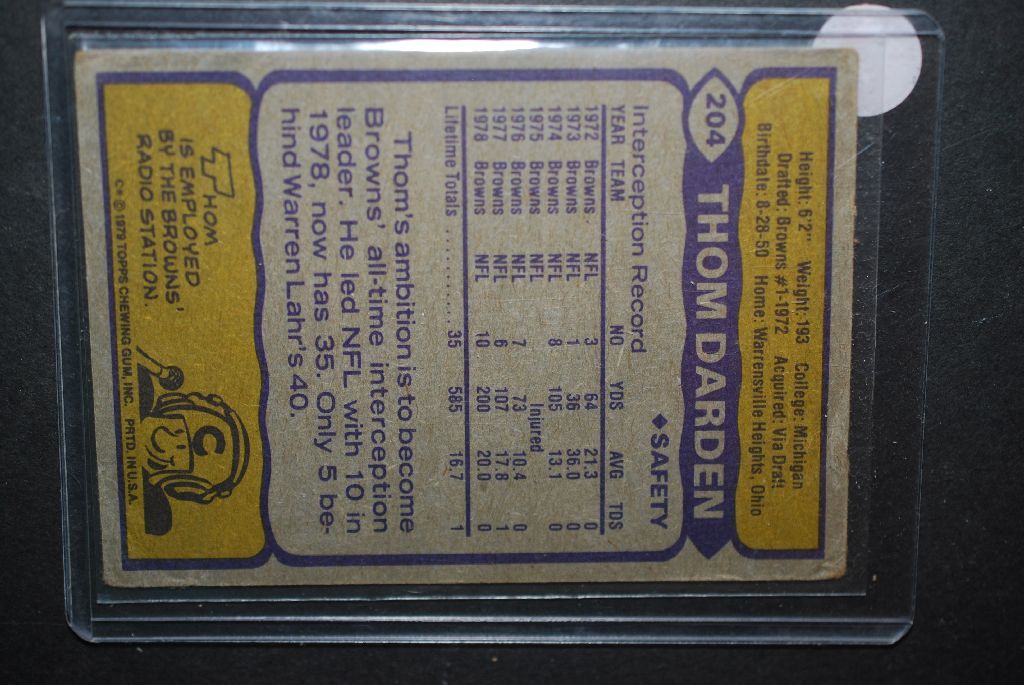 Height: 6'2" Weight: 193 College: Michigan
Drafted: Browns #1-1972 Acquired: Via Draft
Birthdate: 8-28-50 Home: Warrensville Heights, Ohio
204 THOM DARDEN
◆SAFETY
Interception Record
YEAR TEAM NO YDS AVG TDS
1972 Browns NFL 3 64 21.3 0
1973 Browns NFL 1 36 36.0 0
1974 Browns NFL 8 105 13.1 0
1975 Browns NFL Injured
1976 Browns NFL 7 73 10.4 0
1977 Browns NFL 6 107 17.8 1
1978 Browns NFL 10 200 20.0 0
Lifetime Totals ......... 35 585 16.7 1
Thom's ambition is to become
Browns' all-time interception
leader. He led NFL with 10 in
1978, now has 35. Only 5 be-
hind Warren Lahr's 40.
THOM
IS EMPLOYED
BY THE BROWNS'
RADIO STATION.
C
C* © 1979 TOPPS CHEWING GUM, INC. PRTD. IN U.S.A.